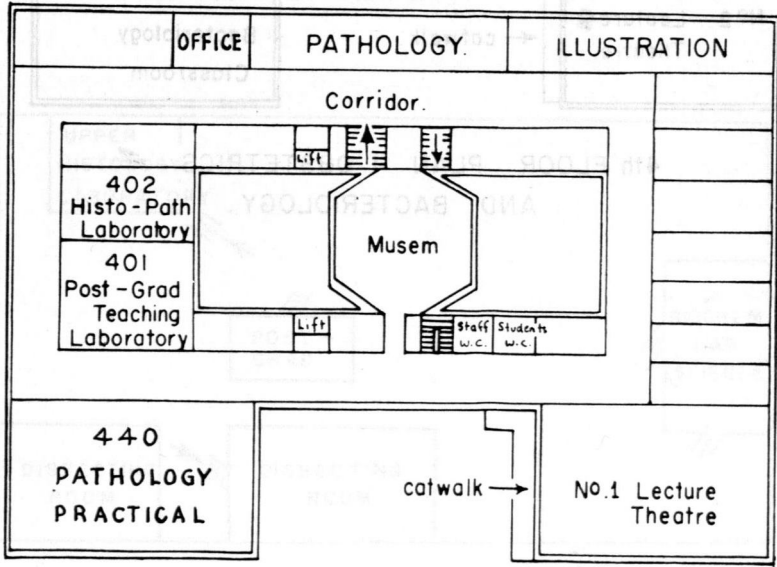 OFFICE
PATHOLOGY.
ILLUSTRATION
Corridor.
Lift
402
Histo-Path
Laboratory
Musem
401
Post-Grad
Teaching
Laboratory
Lift
Staff
W.C.
Students
W.C.
440
PATHOLOGY
PRACTICAL
catwalk
No.1 Lecture
Theatre